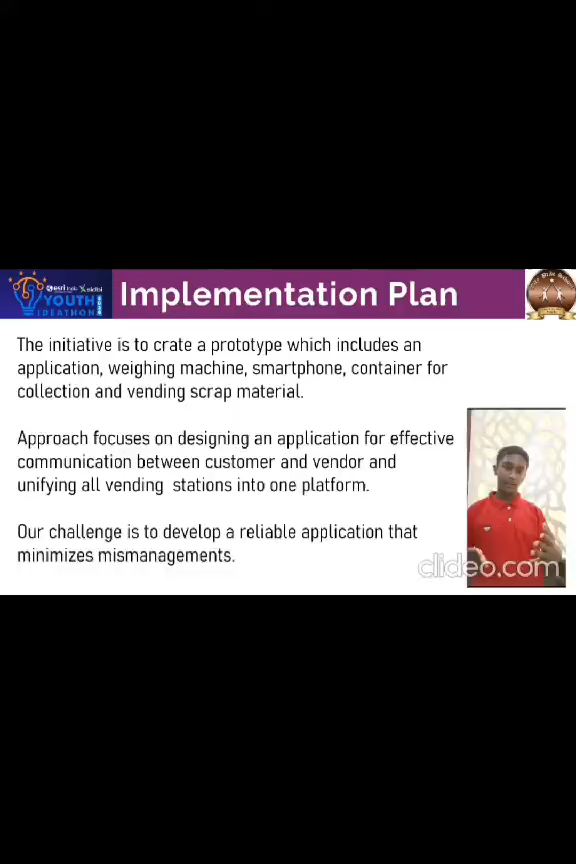 esri India
YOUTH
IDEATHON
Implementation Plan
The initiative is to crate a prototype which includes an
application, weighing machine, smartphone, container for
collection and vending scrap material.
Approach focuses on designing an application for effective
communication between customer and vendor and
unifying all vending stations into one platform.
Our challenge is to develop a reliable application that
minimizes mismanagements.
clideo.com